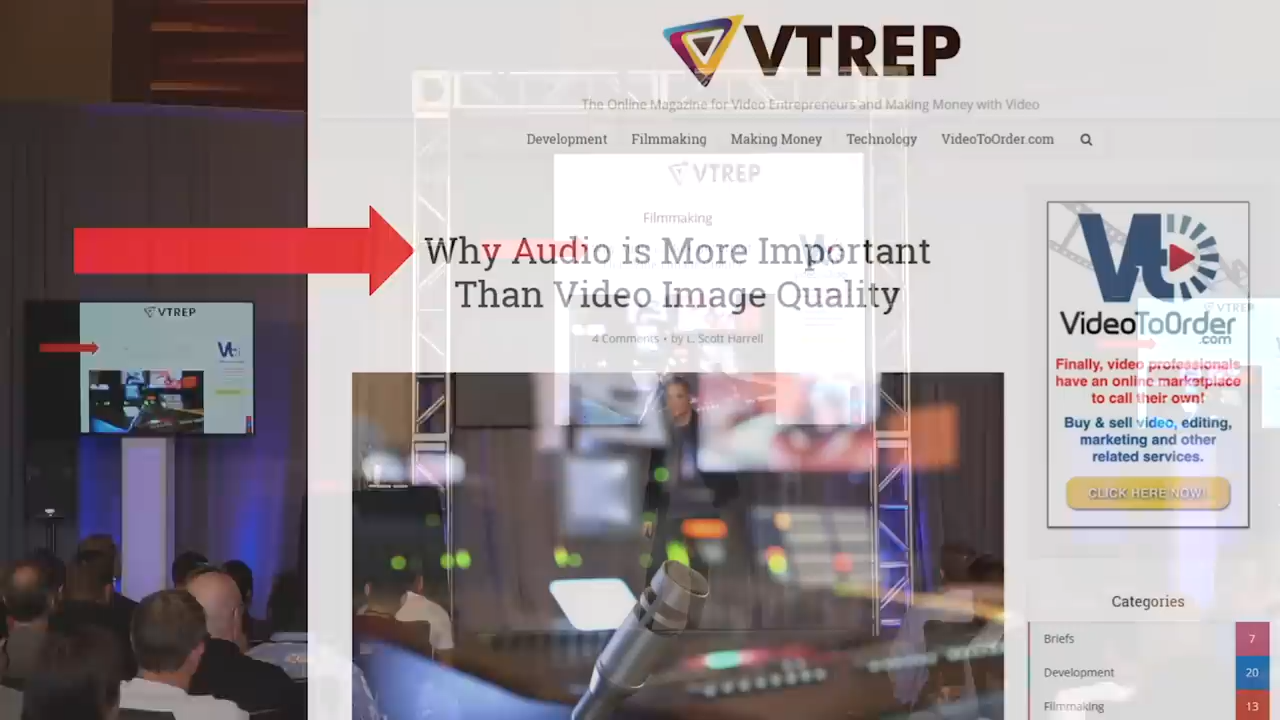 VTREP
The Online Magazine for Video Entrepreneurs and Making Money with Video
Development Filmmaking Making Money Technology VideoToOrder.com
VTREP
Filmmaking
Why Audio is More Important
Than Video Image Quality
4 Comments • by L. Scott Harrell
VTREP
Vt
VTREP
VideoToOrder
.com
Finally, video professionals
have an online marketplace
to call their own!
Buy & sell video, editing,
marketing and other
related services.
CLICK HERE NOW!
Categories
Briefs 7
Development 20
Filmmaking 13